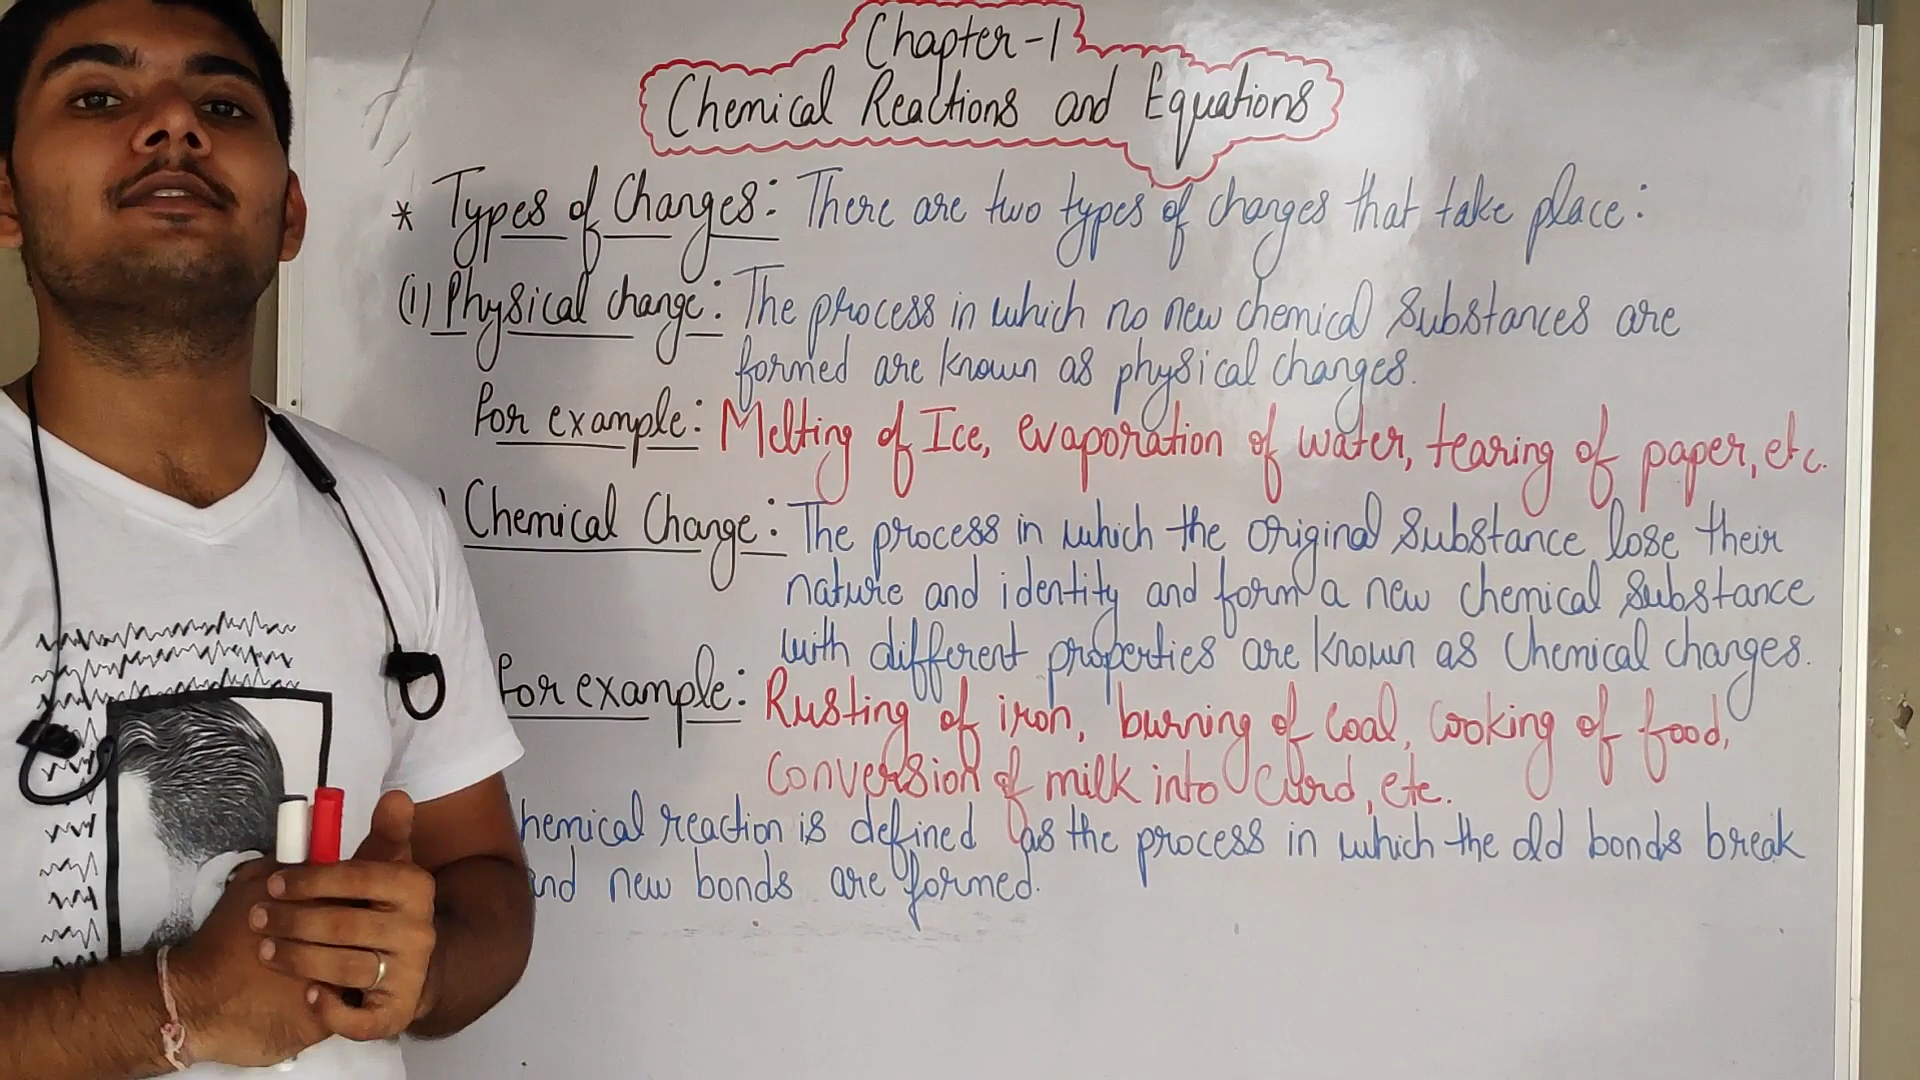 Chapter-1
Chemical Reactions and Equations
* Types of Changes: There are two types of changes that take place:
(i) Physical change: The process in which no new chemical substances are
formed are known as physical changes.
For example: Melting of Ice, evaporation of water, tearing of paper, etc.
) Chemical Change: The process in which the original substance lose their
nature and identity and form a new chemical substance
with different properties are known as chemical changes.
For example: Rusting of iron, burning of coal, cooking of food,
conversion of milk into curd, etc.
hemical reaction is defined as the process in which the old bonds break
and new bonds are formed.